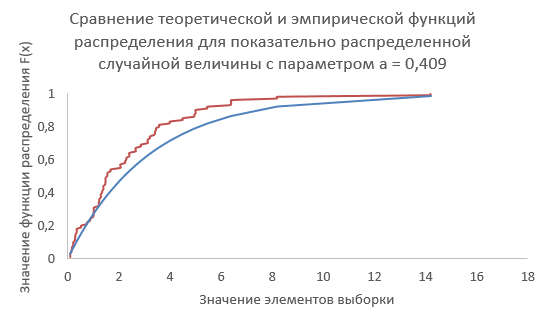 Сравнение теоретической и эмпирической функций
распределения для показательно распределенной
случайной величины с параметром a = 0,409
Значение функции распределения F(x)
1
0,8
0,6
0,4
0,2
0
0 2 4 6 8 10 12 14 16 18
Значение элементов выборки